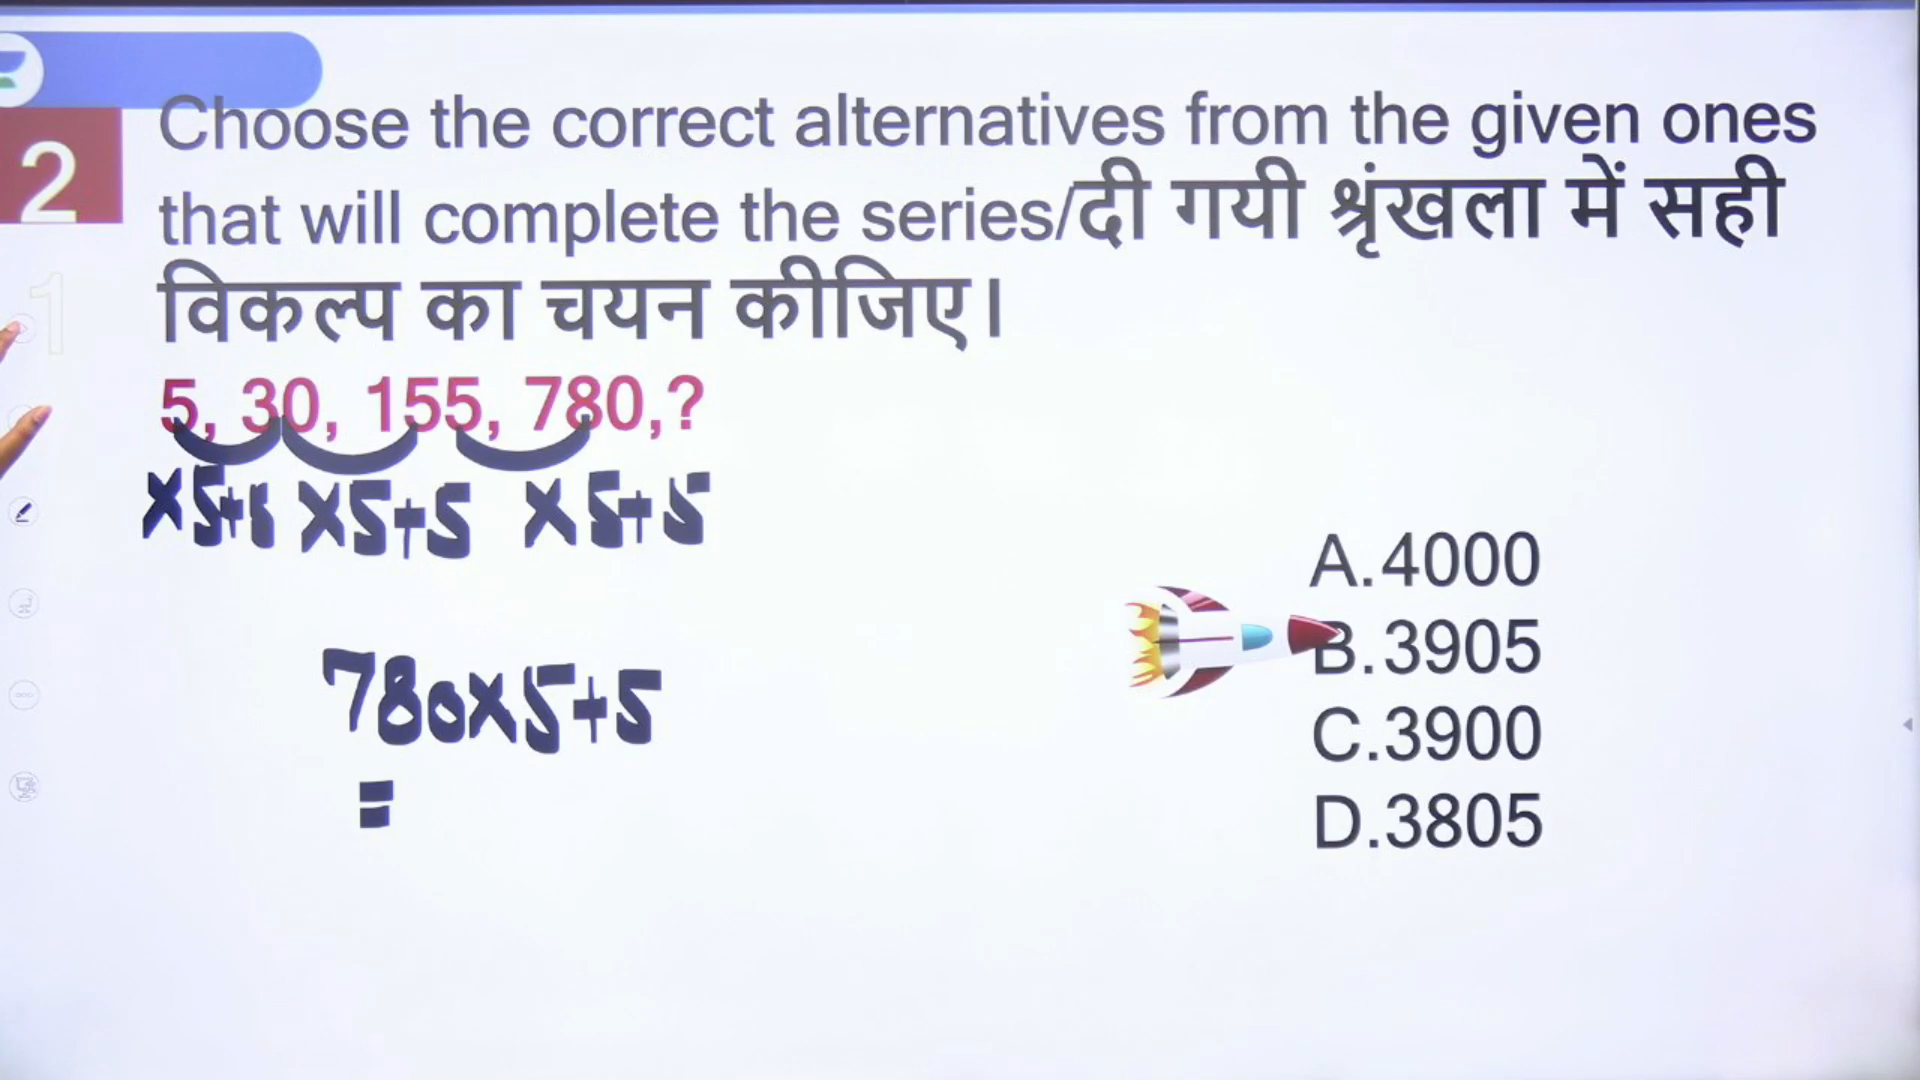 2
Choose the correct alternatives from the given ones
that will complete the series/दी गयी श्रृंखला में सही
विकल्प का चयन कीजिए।
1
5, 30, 155, 780,?
×5+5 ×5+5 ×5+5
A.4000
B.3905
780×5+5
C.3900
=
D.3805